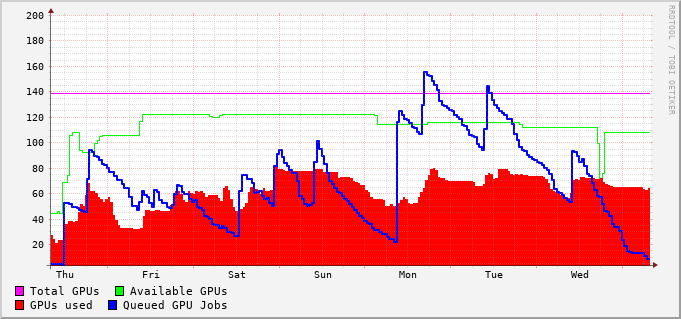 200
180
160
140
120
100
80
60
40
20
Thu Fri Sat Sun Mon Tue Wed
Total GPUs Available GPUs
GPUs used Queued GPU Jobs
RRDTOOL / TOBI OETIKER